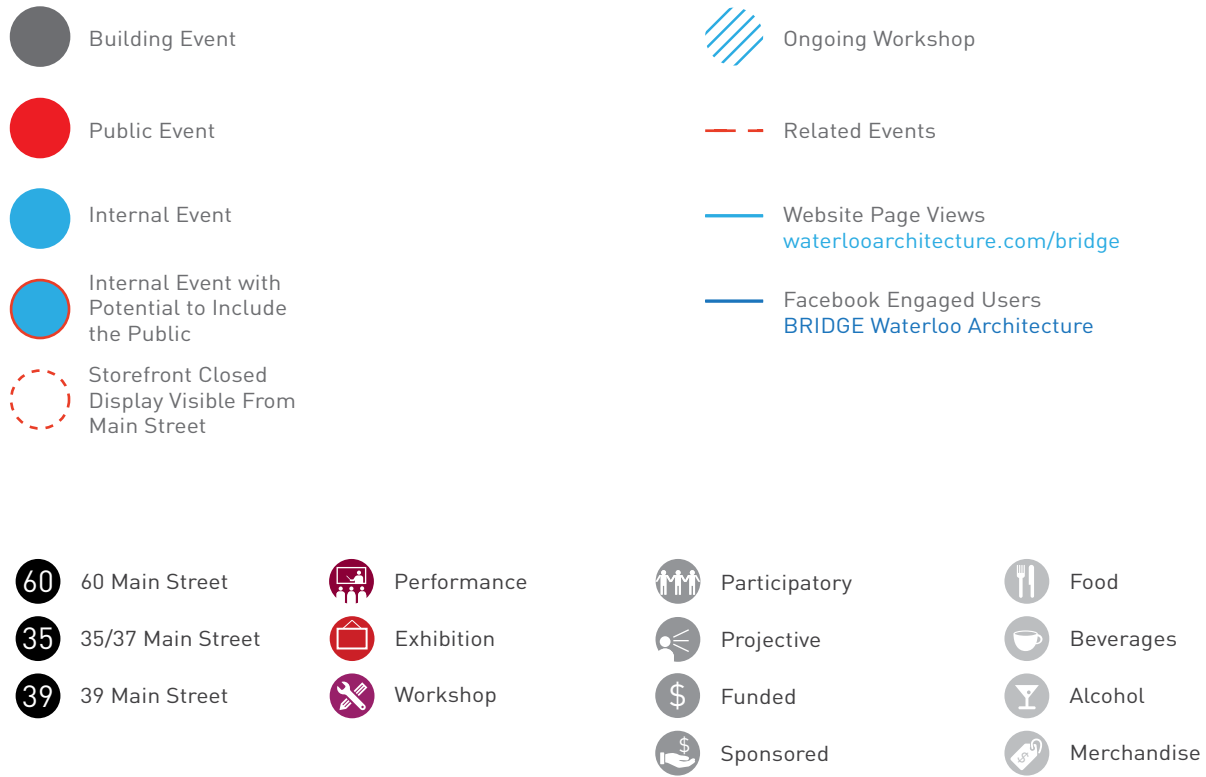 Building Event
Public Event
Internal Event
Internal Event with
Potential to Include
the Public
Storefront Closed
Display Visible From
Main Street
Ongoing Workshop
Related Events
Website Page Views
waterlooarchitecture.com/bridge
Facebook Engaged Users
BRIDGE Waterloo Architecture
60 60 Main Street
35 35/37 Main Street
39 39 Main Street
Performance
Exhibition
Workshop
Participatory
Projective
$ Funded
$ Sponsored
Food
Beverages
Alcohol
$ Merchandise